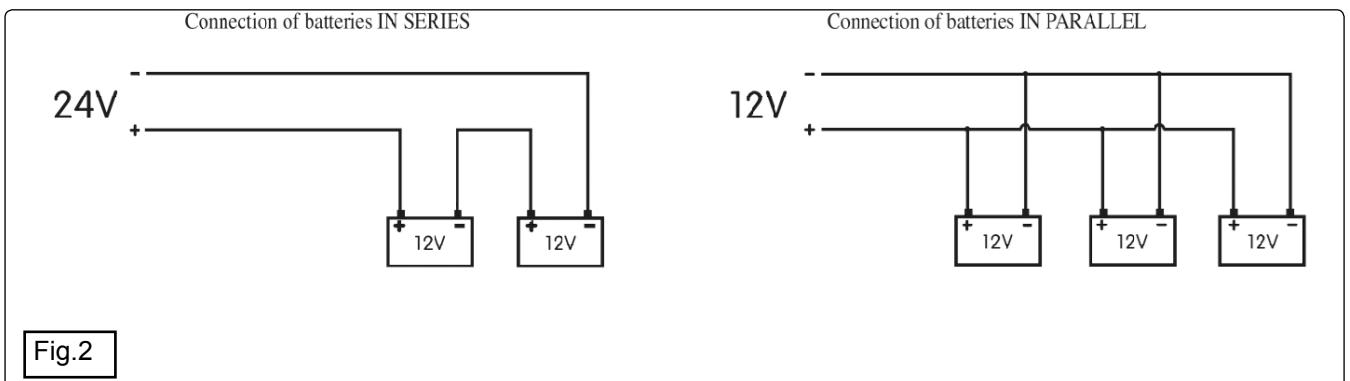 Connection of batteries IN SERIES
-
24V
+
+ -
12V
+ -
12V
Connection of batteries IN PARALLEL
-
12V
+
+ -
12V
+ -
12V
+ -
12V
Fig.2